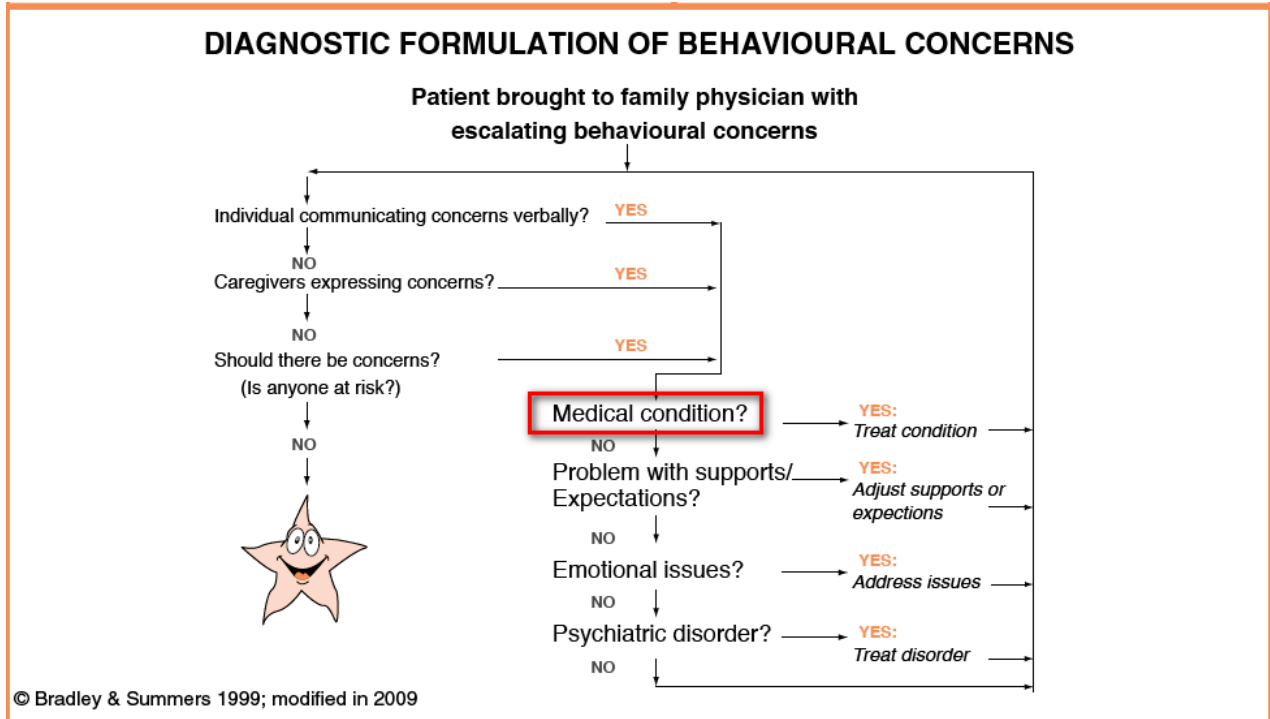 DIAGNOSTIC FORMULATION OF BEHAVIOURAL CONCERNS
Patient brought to family physician with
escalating behavioural concerns
Individual communicating concerns verbally?
YES
NO
Caregivers expressing concerns?
YES
NO
Should there be concerns?
(Is anyone at risk?)
YES
NO
Medical condition?
YES:
Treat condition
NO
Problem with supports/
Expectations?
YES:
Adjust supports or
expections
NO
Emotional issues?
YES:
Address issues
NO
Psychiatric disorder?
YES:
Treat disorder
NO
© Bradley & Summers 1999; modified in 2009